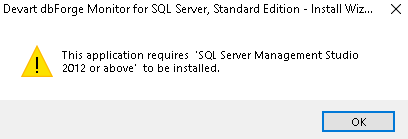 Devart dbForge Monitor for SQL Server, Standard Edition - Install Wiz...
This application requires 'SQL Server Management Studio
2012 or above' to be installed.
OK